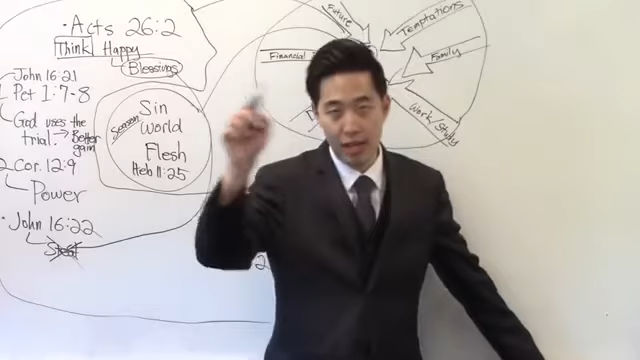 · Acts 26:2
Think Happy
Blessings
John 16:21
Pet 1:7-8
God uses the
trial. → Better
gain
2 Cor. 12:9
Power
· John 16:22
Steal
Season
Sin
World
Flesh
Heb 11:25
Future
Temptations
Financial
Family
Work/Study